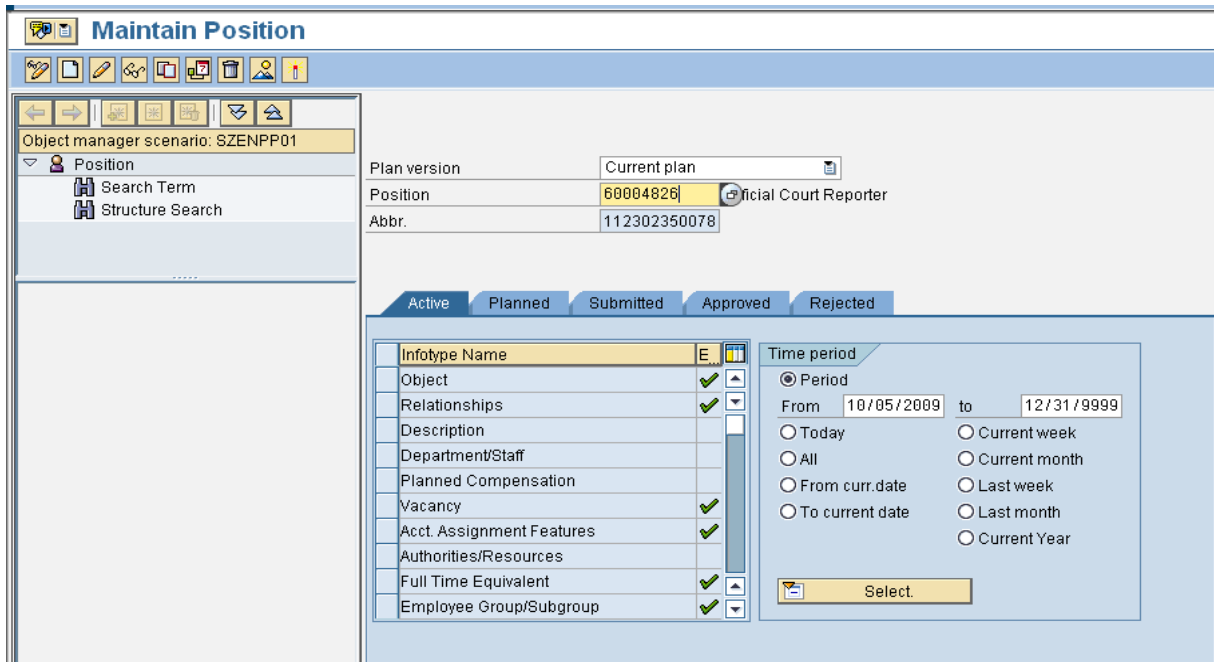 Maintain Position
Object manager scenario: SZENPP01
Position
Search Term
Structure Search
Plan version Current plan
Position 60004826 ficial Court Reporter
Abbr. 112302350078
Active Planned Submitted Approved Rejected
Infotype Name E...
Object
Relationships
Description
Department/Staff
Planned Compensation
Vacancy
Acct. Assignment Features
Authorities/Resources
Full Time Equivalent
Employee Group/Subgroup
Time period
Period
From 10/05/2009 to 12/31/9999
Today Current week
All Current month
From curr.date Last week
To current date Last month
Current Year
Select.